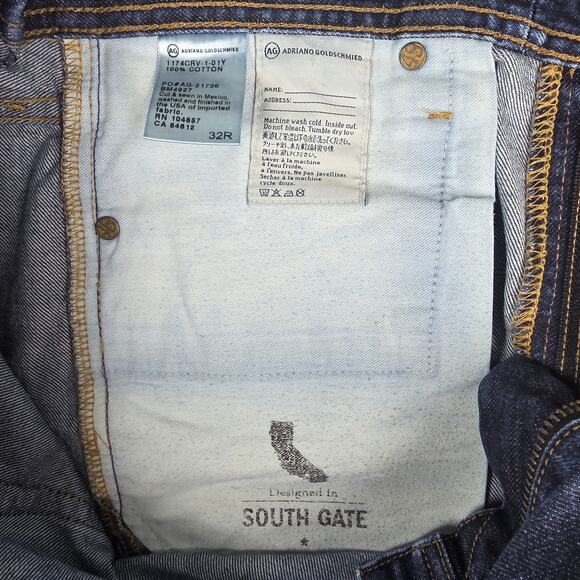 AG ADRIANO GOLDSCHMIED
1174CRV-1-01Y
100% COTTON
PO#AG-21736
BM4627
Cut & sewn in Mexico,
washed and finished in
the USA of imported
fabric.
RN 104857
CA 84612
32R
AG ADRIANO GOLDSCHMIED
NAME:
ADDRESS:
Machine wash cold. Inside out.
Do not bleach. Tumble dry low
Laver à la machine
à l'eau froide,
à l'envers. Ne pas javelliser.
Secher à la machine
cycle doux.
Designed in
SOUTH GATE